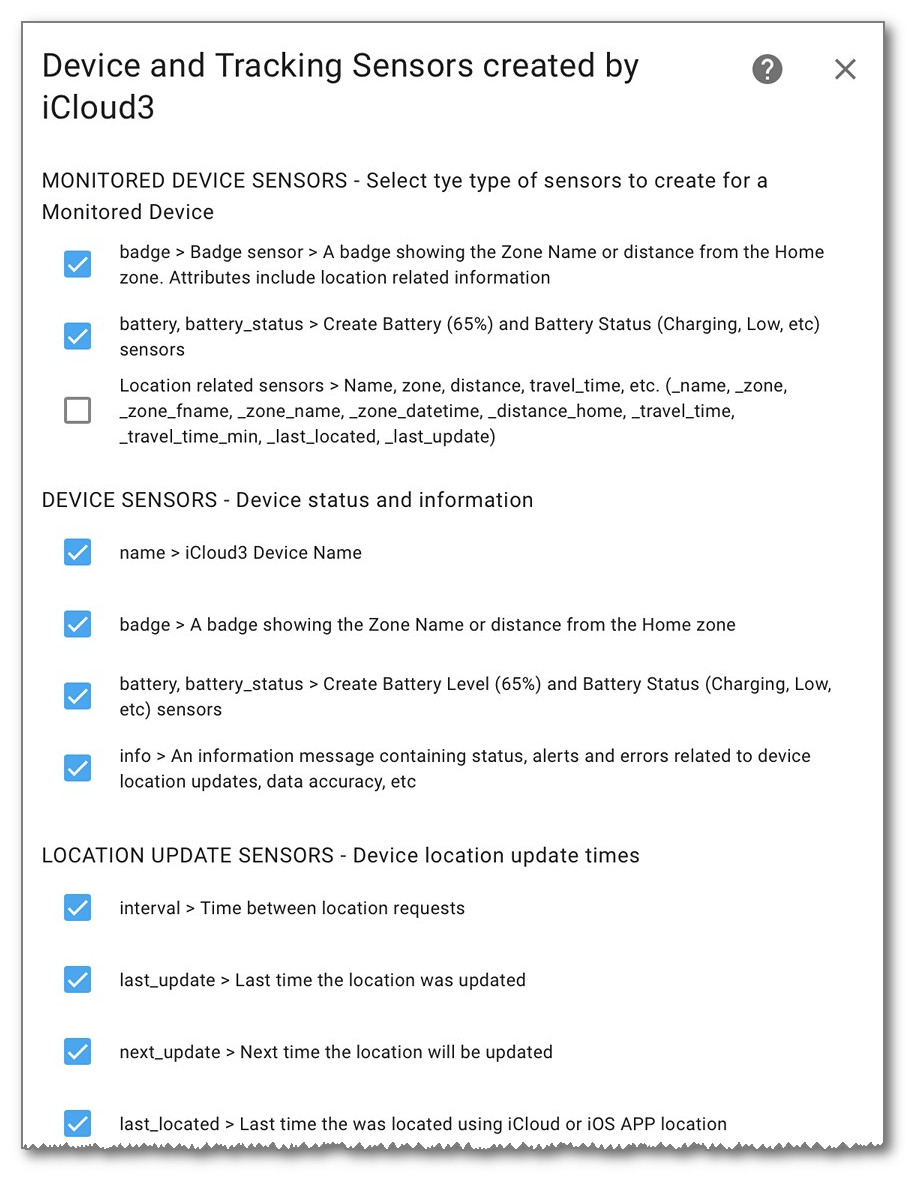 Device and Tracking Sensors created by
iCloud3
MONITORED DEVICE SENSORS - Select tye type of sensors to create for a
Monitored Device
badge > Badge sensor > A badge showing the Zone Name or distance from the Home
zone. Attributes include location related information
battery, battery_status > Create Battery (65%) and Battery Status (Charging, Low, etc)
sensors
Location related sensors > Name, zone, distance, travel_time, etc. (_name, _zone,
_zone_fname, _zone_name, _zone_datetime, _distance_home, _travel_time,
_travel_time_min, _last_located, _last_update)
DEVICE SENSORS - Device status and information
name > iCloud3 Device Name
badge > A badge showing the Zone Name or distance from the Home zone
battery, battery_status > Create Battery Level (65%) and Battery Status (Charging, Low,
etc) sensors
info > An information message containing status, alerts and errors related to device
location updates, data accuracy, etc
LOCATION UPDATE SENSORS - Device location update times
interval > Time between location requests
last_update > Last time the location was updated
next_update > Next time the location will be updated
last_located > Last time the was located using iCloud or iOS APP location